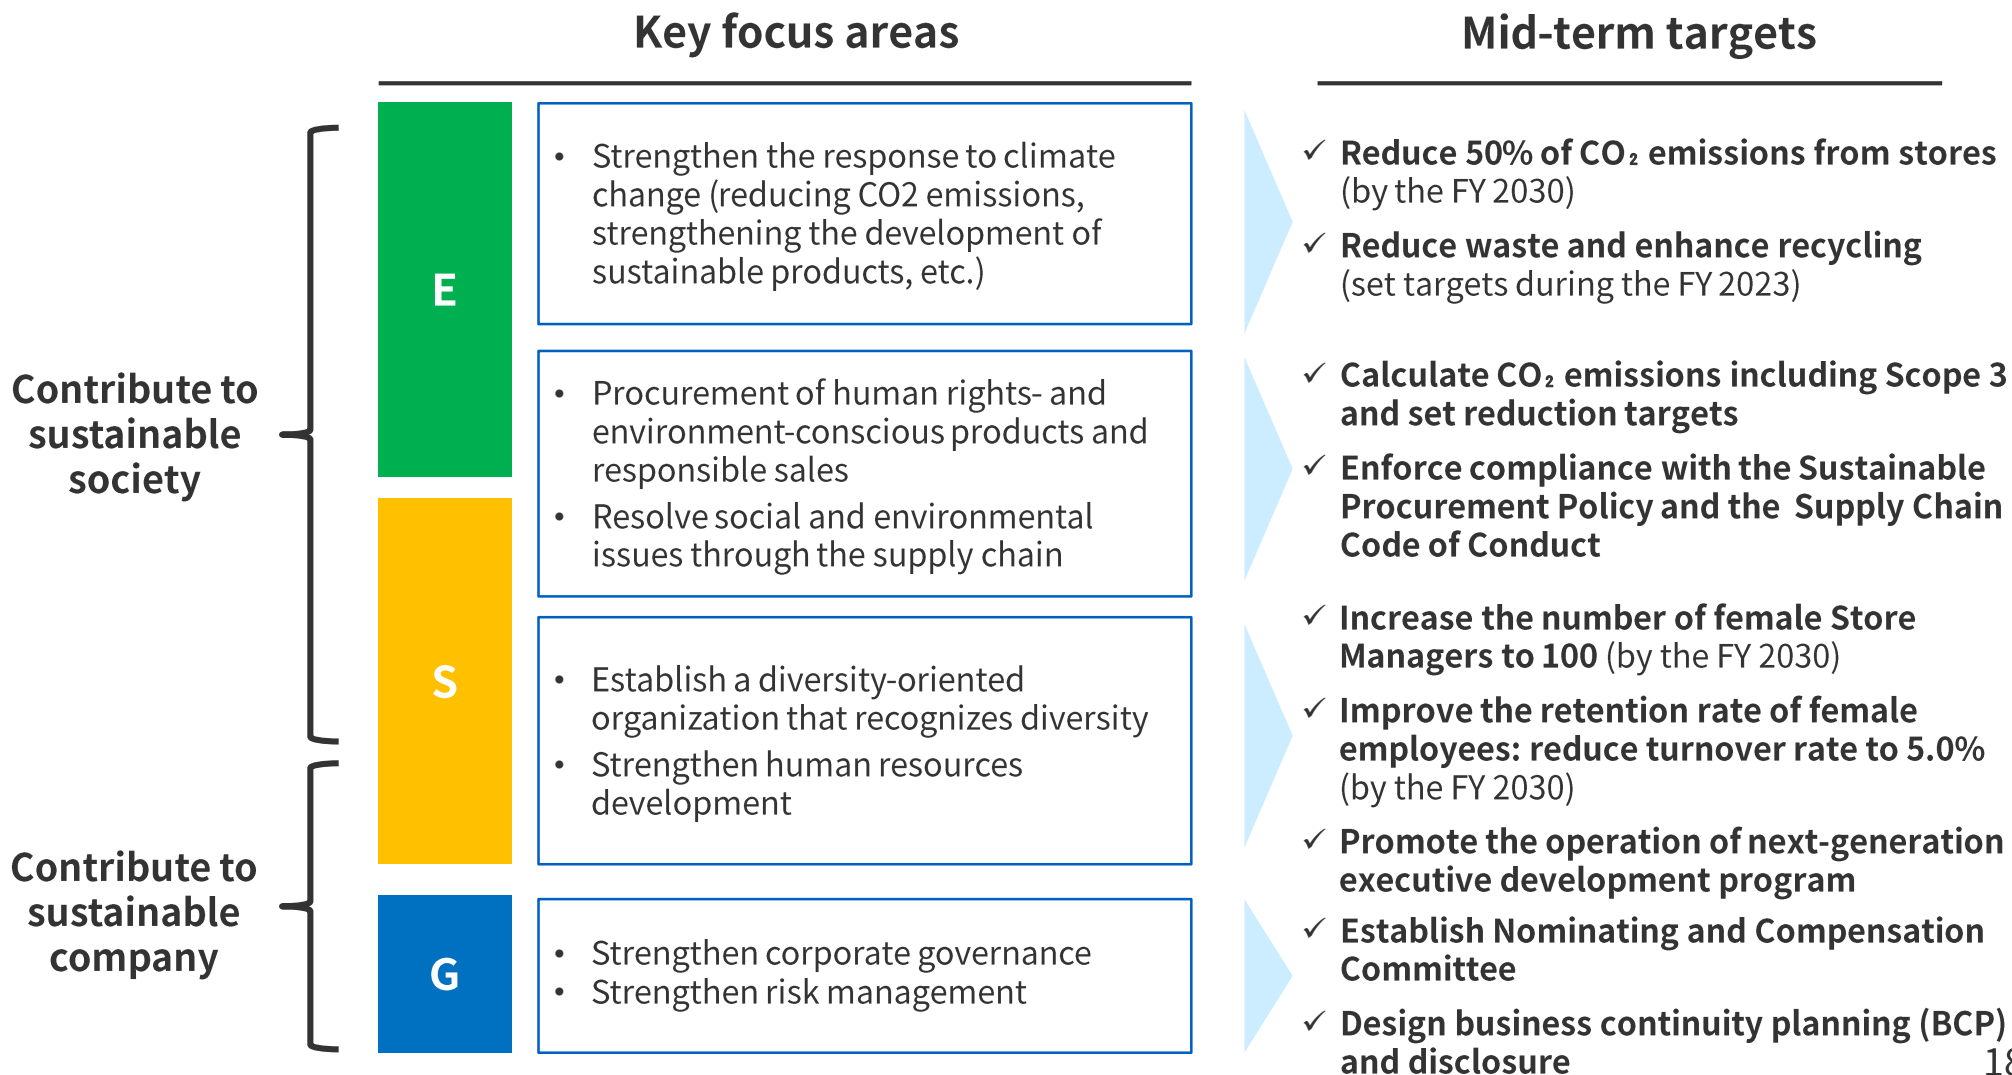 Key focus areas
Mid-term targets
Contribute to
sustainable
society
Contribute to
sustainable
company
E
S
G
• Strengthen the response to climate
change (reducing CO2 emissions,
strengthening the development of
sustainable products, etc.)
• Procurement of human rights- and
environment-conscious products and
responsible sales
• Resolve social and environmental
issues through the supply chain
• Establish a diversity-oriented
organization that recognizes diversity
• Strengthen human resources
development
• Strengthen corporate governance
• Strengthen risk management
✓ Reduce 50% of CO₂ emissions from stores
(by the FY 2030)
✓ Reduce waste and enhance recycling
(set targets during the FY 2023)
✓ Calculate CO₂ emissions including Scope 3
and set reduction targets
✓ Enforce compliance with the Sustainable
Procurement Policy and the Supply Chain
Code of Conduct
✓ Increase the number of female Store
Managers to 100 (by the FY 2030)
✓ Improve the retention rate of female
employees: reduce turnover rate to 5.0%
(by the FY 2030)
✓ Promote the operation of next-generation
executive development program
✓ Establish Nominating and Compensation
Committee
✓ Design business continuity planning (BCP)
and disclosure
18